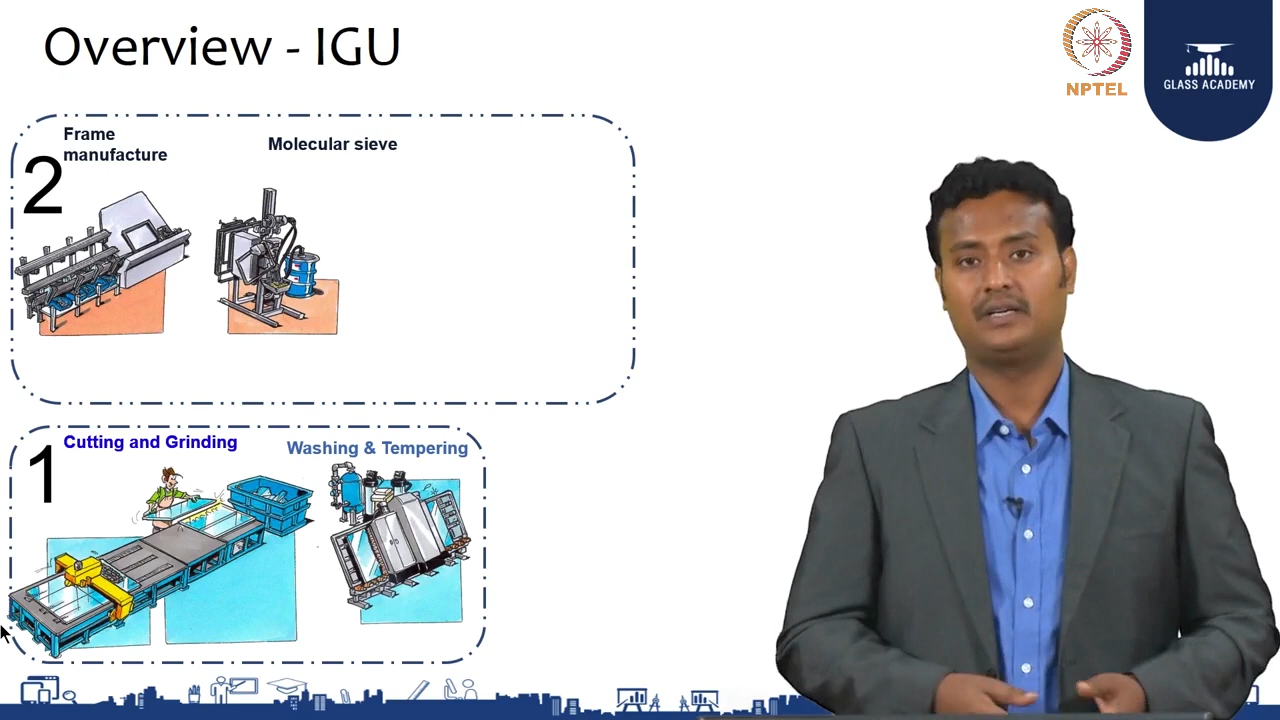 Overview - IGU
NPTEL
GLASS ACADEMY
Frame
manufacture
Molecular sieve
2
Cutting and Grinding
Washing & Tempering
1